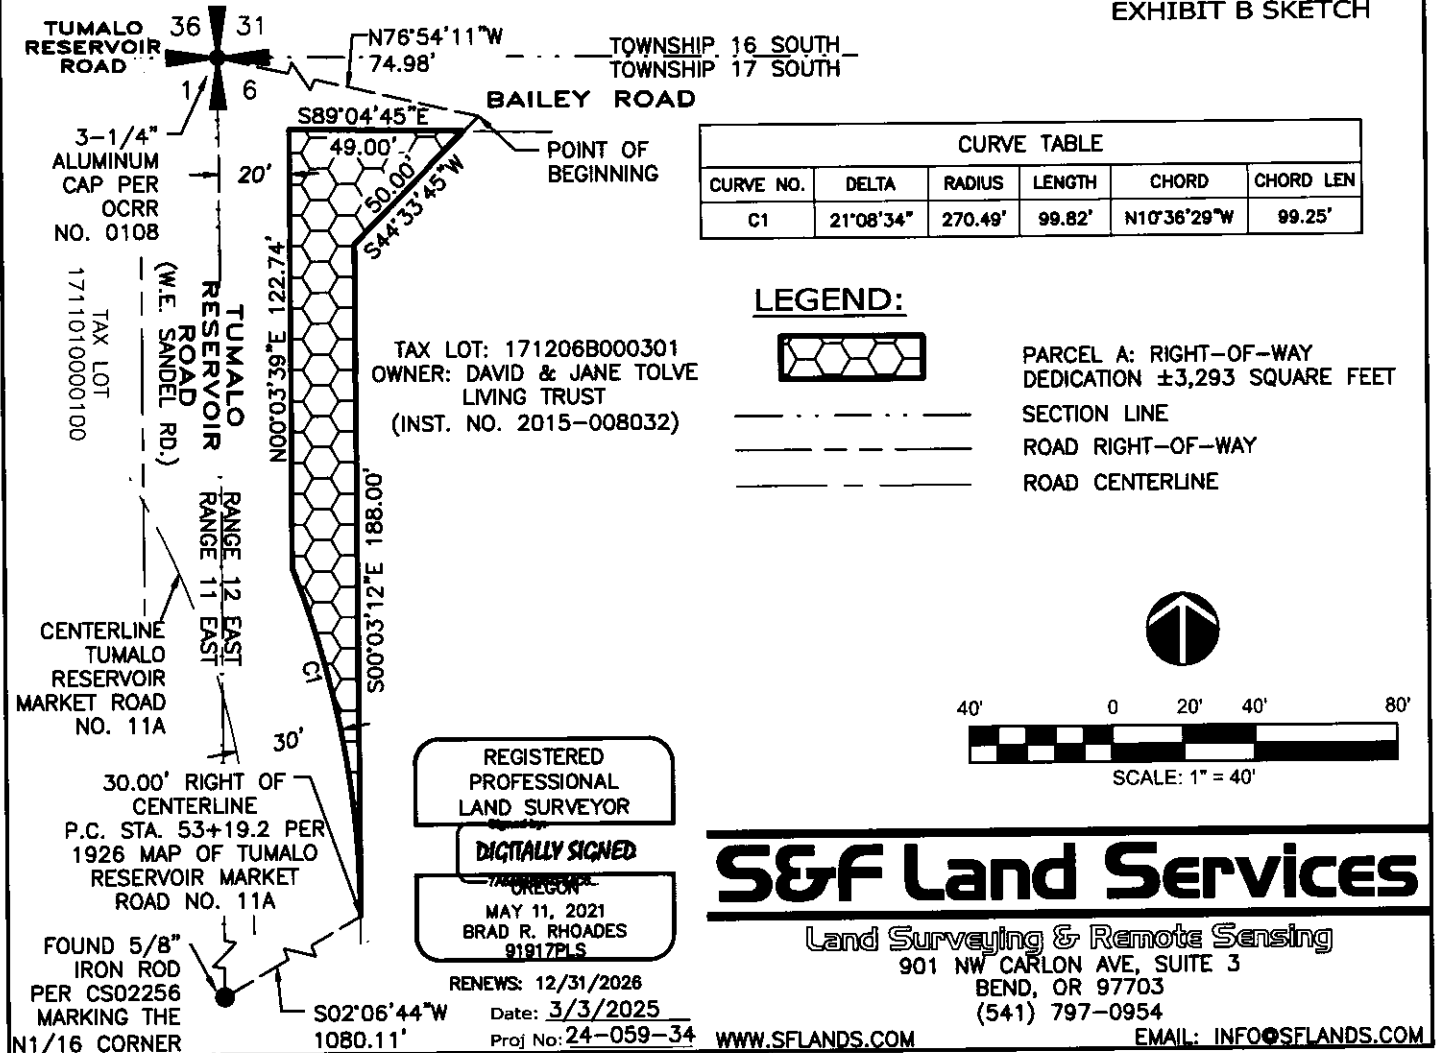 EXHIBIT B SKETCH
TUMALO
RESERVOIR
ROAD
36 31
1 6
N76°54'11"W
74.98'
TOWNSHIP 16 SOUTH
TOWNSHIP 17 SOUTH
BAILEY ROAD
S89°04'45"E
49.00'
50.00'
S44°33'45"W
POINT OF
BEGINNING
3-1/4"
ALUMINUM
CAP PER
OCRR
NO. 0108
20'
CURVE TABLE
CURVE NO. DELTA RADIUS LENGTH CHORD CHORD LEN
C1 21°08'34" 270.49' 99.82' N10°36'29"W 99.25'
TAX LOT
1711010000100
(W.E. SANDEL RD.)
TUMALO
RESERVOIR
ROAD
N00°03'39"E 122.74'
TAX LOT: 171206B000301
OWNER: DAVID & JANE TOLVE
LIVING TRUST
(INST. NO. 2015-008032)
LEGEND:
PARCEL A: RIGHT-OF-WAY
DEDICATION ±3,293 SQUARE FEET
SECTION LINE
ROAD RIGHT-OF-WAY
ROAD CENTERLINE
RANGE 12 EAST
RANGE 11 EAST
S00°03'12"E 188.00'
C1
CENTERLINE
TUMALO
RESERVOIR
MARKET ROAD
NO. 11A
30'
30.00' RIGHT OF
CENTERLINE
P.C. STA. 53+19.2 PER
1926 MAP OF TUMALO
RESERVOIR MARKET
ROAD NO. 11A
FOUND 5/8"
IRON ROD
PER CS02256
MARKING THE
N1/16 CORNER
S02°06'44"W
1080.11'
40' 0 20' 40' 80'
SCALE: 1" = 40'
REGISTERED
PROFESSIONAL
LAND SURVEYOR
Signed by:
DIGITALLY SIGNED
OREGON
MAY 11, 2021
BRAD R. RHOADES
91917PLS
RENEWS: 12/31/2026
Date: 3/3/2025
Proj No: 24-059-34
S&F Land Services
Land Surveying & Remote Sensing
901 NW CARLON AVE, SUITE 3
BEND, OR 97703
(541) 797-0954
WWW.SFLANDS.COM EMAIL: INFO@SFLANDS.COM